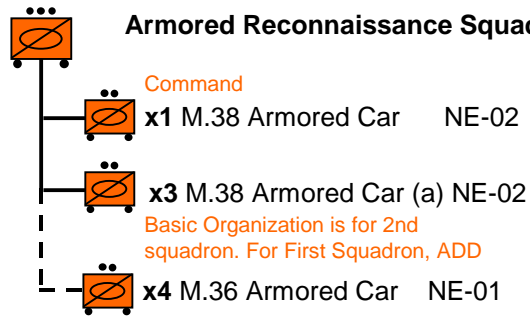 Armored Reconnaissance Squad
Command
x1 M.38 Armored Car NE-02
x3 M.38 Armored Car (a) NE-02
Basic Organization is for 2nd
squadron. For First Squadron, ADD
x4 M.36 Armored Car NE-01